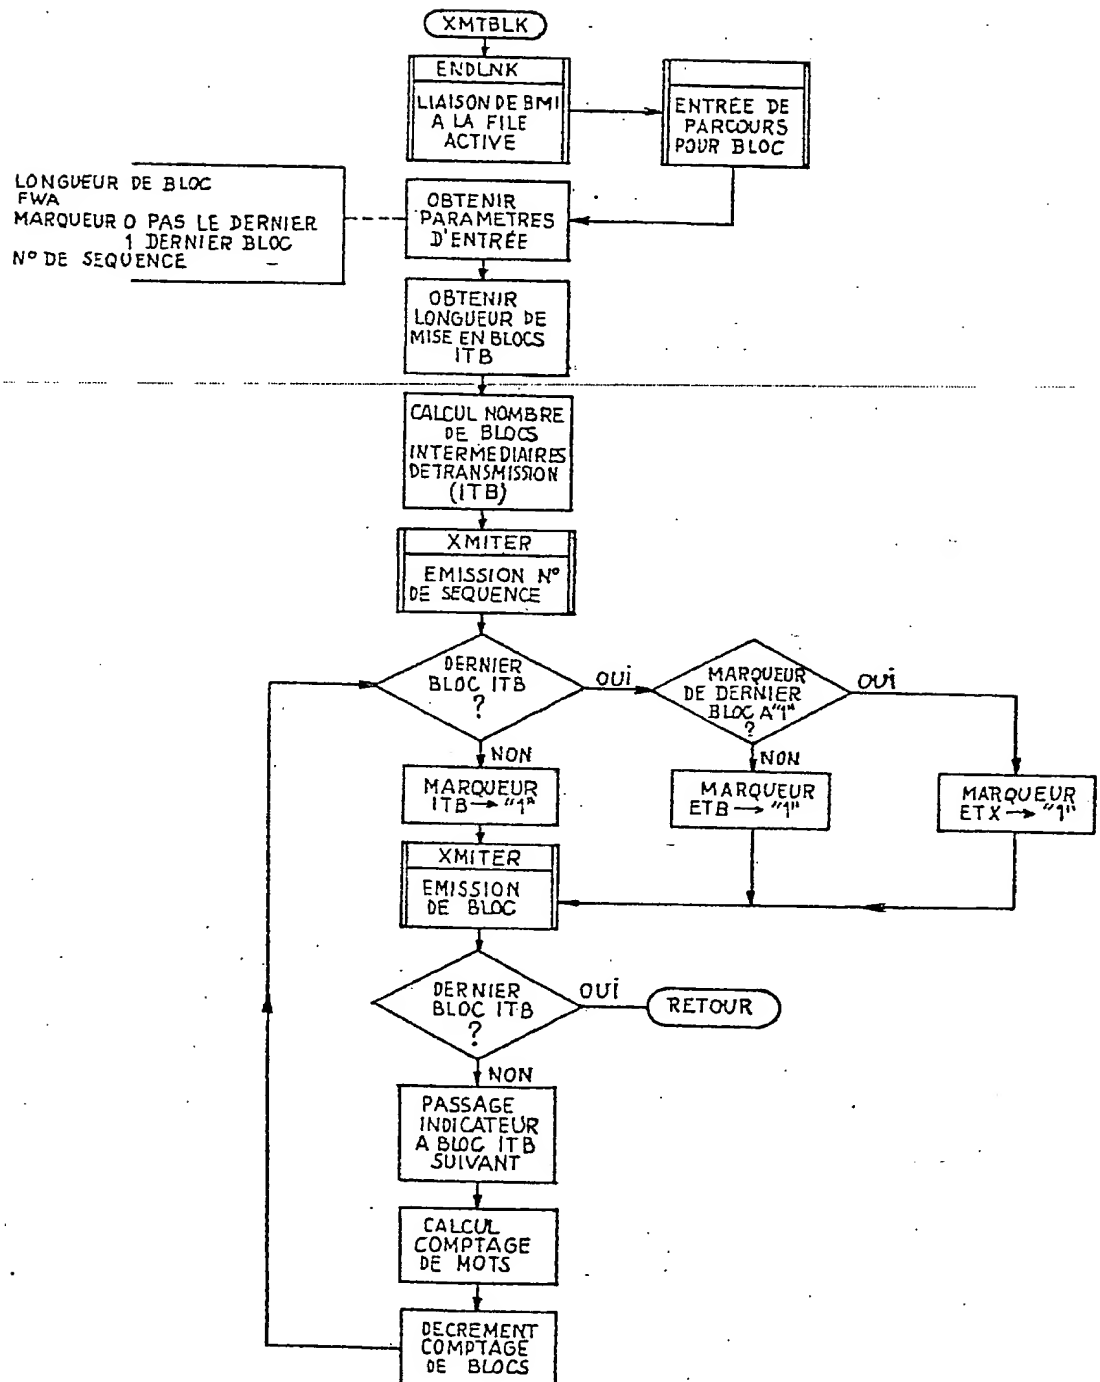 XMTBLK
ENDLNK
LIAISON DE BMI
A LA FILE
ACTIVE
ENTRÉE DE
PARCOURS
POUR BLOC
LONGUEUR DE BLOC
FWA
MARQUEUR 0 PAS LE DERNIER
1 DERNIER BLOC
N° DE SEQUENCE
OBTENIR
PARAMETRES
D'ENTRÉE
OBTENIR
LONGUEUR DE
MISE EN BLOCS
ITB
CALCUL NOMBRE
DE BLOCS
INTERMEDIAIRES
DE TRANSMISSION
(ITB)
XMITER
EMISSION N°
DE SEQUENCE
DERNIER
BLOC ITB
?
OUI
MARQUEUR
DE DERNIER
BLOC A "1"
?
OUI
NON
NON
MARQUEUR
ITB → "1"
MARQUEUR
ETB → "1"
MARQUEUR
ETX → "1"
XMITER
EMISSION
DE BLOC
DERNIER
BLOC ITB
?
OUI
RETOUR
NON
PASSAGE
INDICATEUR
A BLOC ITB
SUIVANT
CALCUL
COMPTAGE
DE MOTS
DECREMENT
COMPTAGE
DE BLOCS